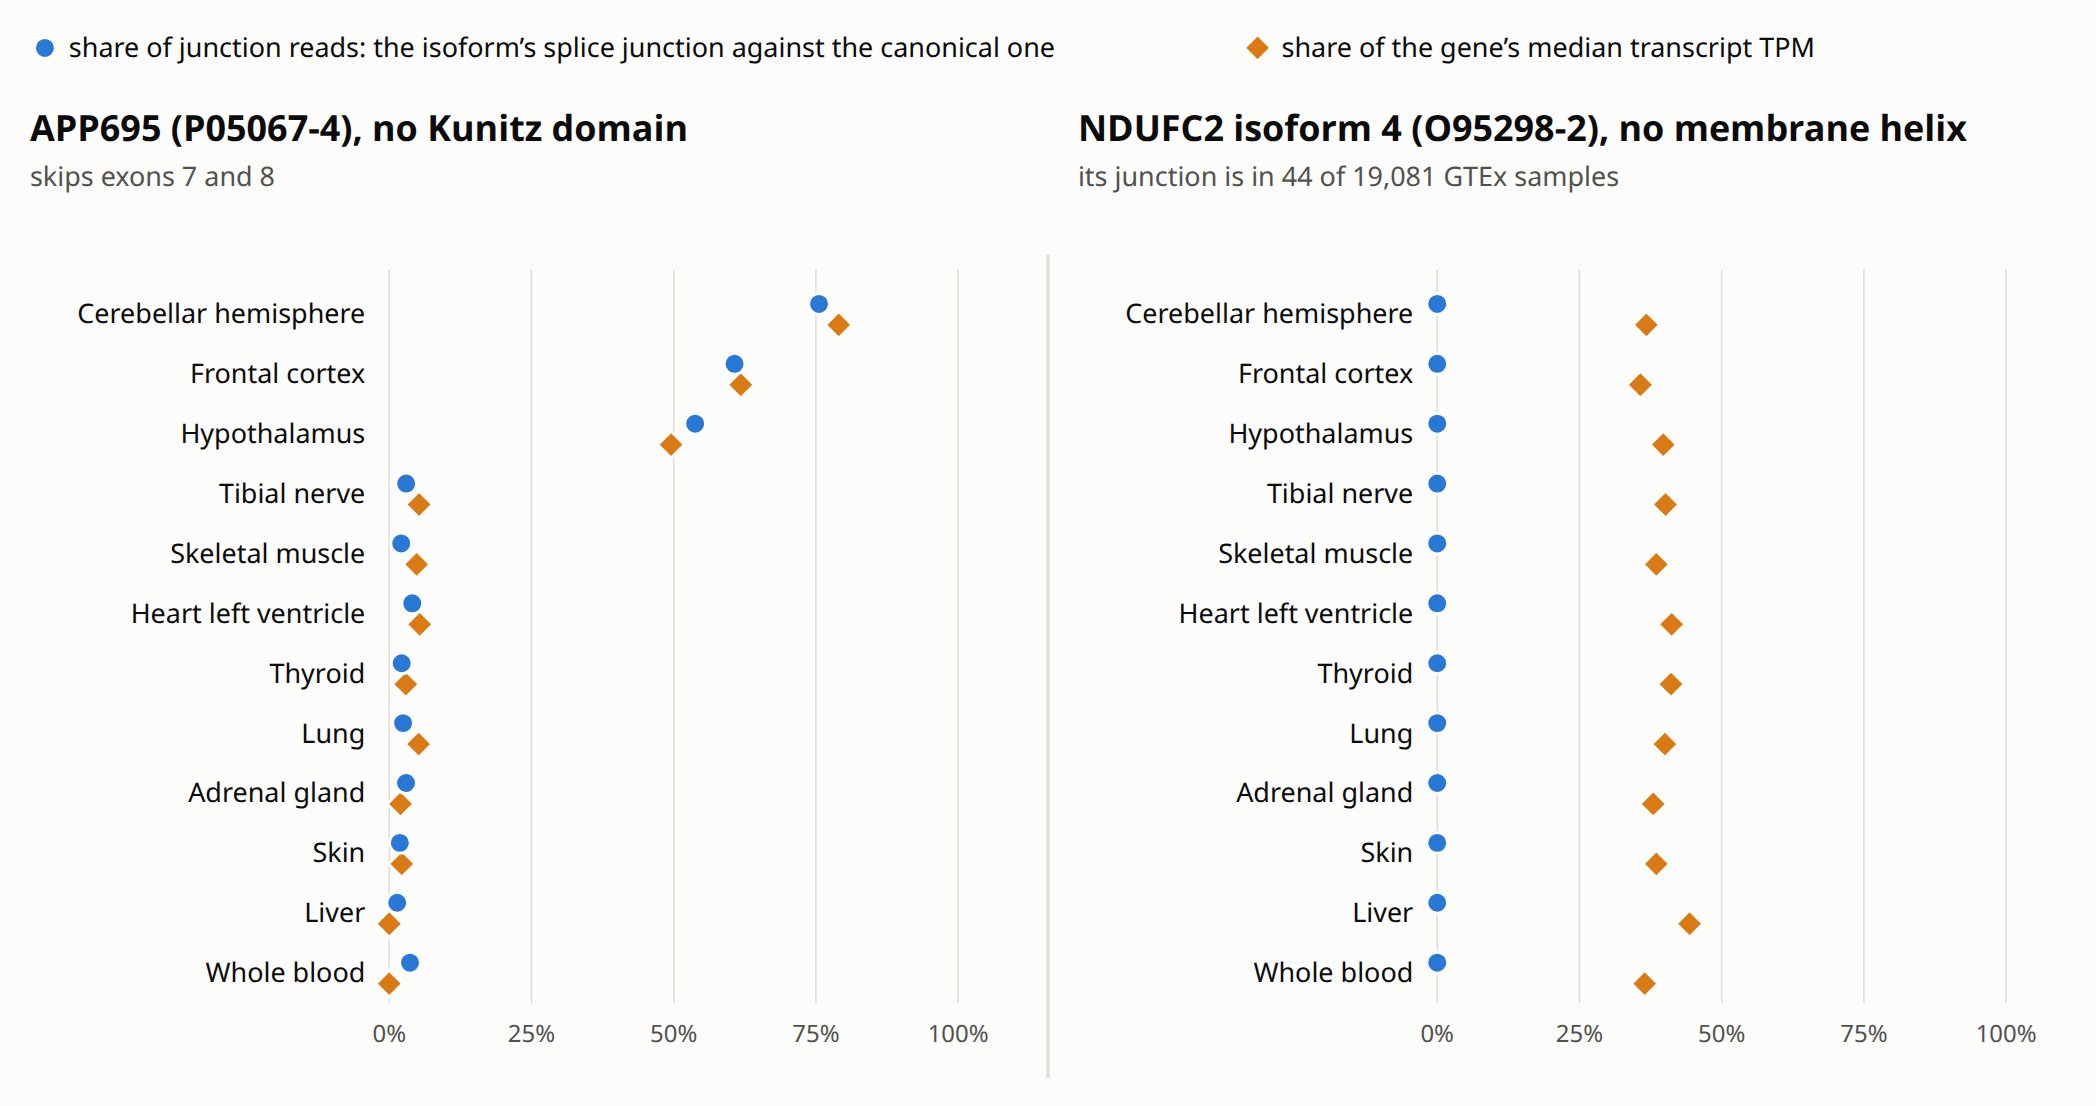 share of junction reads: the isoform’s splice junction against the canonical one
share of the gene’s median transcript TPM
APP695 (P05067-4), no Kunitz domain
skips exons 7 and 8
Cerebellar hemisphere
Frontal cortex
Hypothalamus
Tibial nerve
Skeletal muscle
Heart left ventricle
Thyroid
Lung
Adrenal gland
Skin
Liver
Whole blood
0% 25% 50% 75% 100%
NDUFC2 isoform 4 (O95298-2), no membrane helix
its junction is in 44 of 19,081 GTEx samples
Cerebellar hemisphere
Frontal cortex
Hypothalamus
Tibial nerve
Skeletal muscle
Heart left ventricle
Thyroid
Lung
Adrenal gland
Skin
Liver
Whole blood
0% 25% 50% 75% 100%